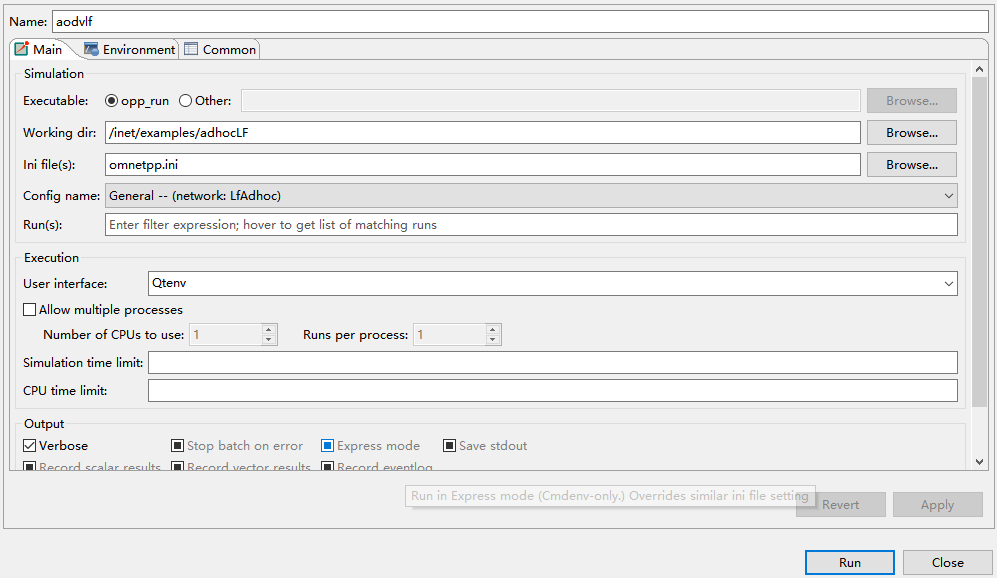 Name: aodvlf
Main Environment Common
Simulation
Executable: opp_run Other: Browse...
Working dir: /inet/examples/adhocLF Browse...
Ini file(s): omnetpp.ini Browse...
Config name: General -- (network: LfAdhoc)
Run(s): Enter filter expression; hover to get list of matching runs
Execution
User interface: Qtenv
Allow multiple processes
Number of CPUs to use: 1 Runs per process: 1
Simulation time limit:
CPU time limit:
Output
Verbose Stop batch on error Express mode Save stdout
Record scalar results Record vector results Record eventlog
Run in Express mode (Cmdenv-only.) Overrides similar ini file setting
Revert Apply
Run Close